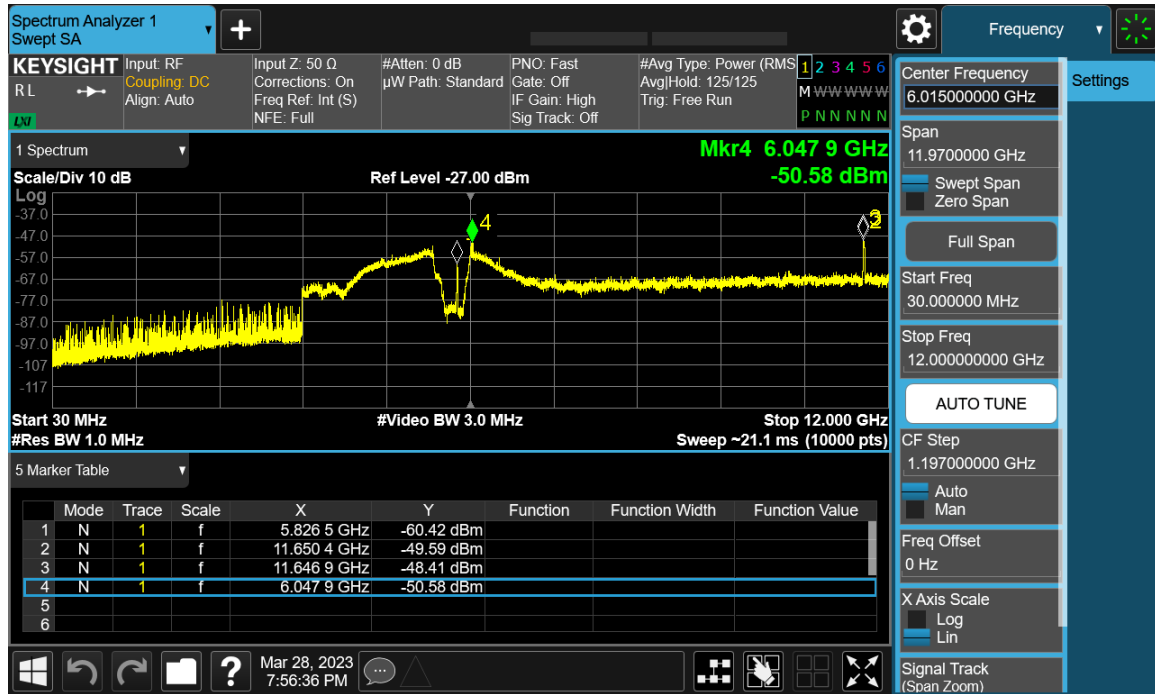 Spectrum Analyzer 1
Swept SA
Frequency
KEYSIGHT
R L
LXI
Input: RF
Coupling: DC
Align: Auto
Input Z: 50 Ω
Corrections: On
Freq Ref: Int (S)
NFE: Full
#Atten: 0 dB
µW Path: Standard
PNO: Fast
Gate: Off
IF Gain: High
Sig Track: Off
#Avg Type: Power (RMS
Avg|Hold: 125/125
Trig: Free Run
1 2 3 4 5 6
M W W W W W
P N N N N N
1 Spectrum
Mkr4 6.047 9 GHz
-50.58 dBm
Scale/Div 10 dB
Ref Level -27.00 dBm
Log
-37.0
-47.0
-57.0
-67.0
-77.0
-87.0
-97.0
-107
-117
4
Start 30 MHz
#Video BW 3.0 MHz
Stop 12.000 GHz
#Res BW 1.0 MHz
Sweep ~21.1 ms (10000 pts)
5 Marker Table
Mode Trace Scale X Y Function Function Width Function Value
1 N 1 f 5.826 5 GHz -60.42 dBm
2 N 1 f 11.650 4 GHz -49.59 dBm
3 N 1 f 11.646 9 GHz -48.41 dBm
4 N 1 f 6.047 9 GHz -50.58 dBm
5
6
Mar 28, 2023
7:56:36 PM
Center Frequency
6.015000000 GHz
Span
11.9700000 GHz
Swept Span
Zero Span
Full Span
Start Freq
30.000000 MHz
Stop Freq
12.000000000 GHz
AUTO TUNE
CF Step
1.197000000 GHz
Auto
Man
Freq Offset
0 Hz
X Axis Scale
Log
Lin
Signal Track
(Span Zoom)
Settings